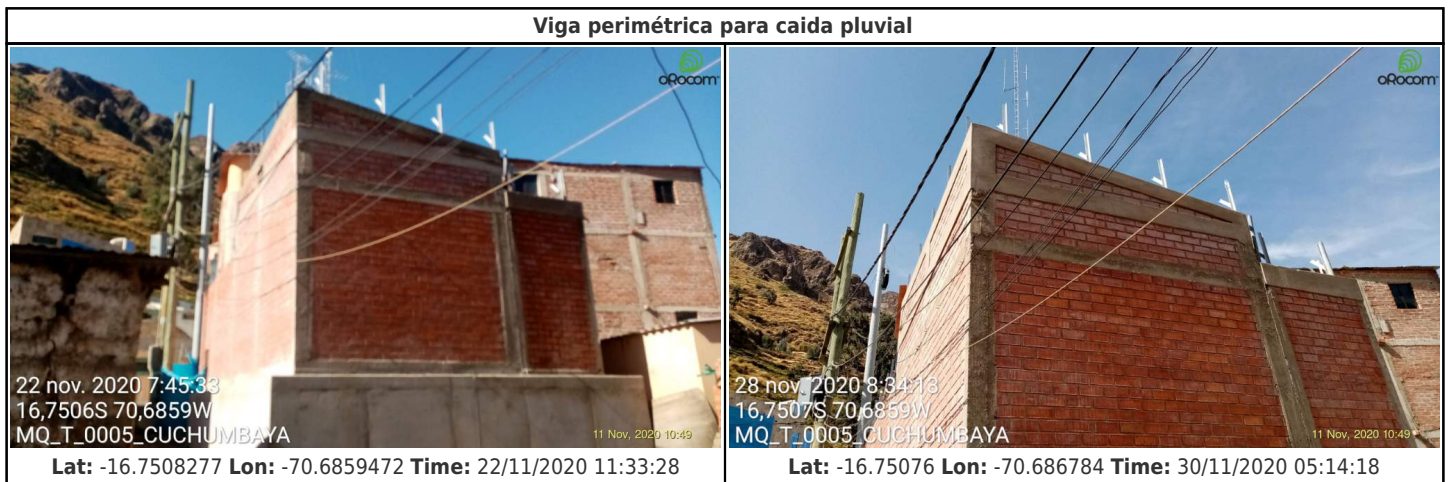 Viga perimétrica para caida pluvial
oRocom
22 nov. 2020 7:45:33
16,7506S 70,6859W
MQ_T_0005_CUCHUMBAYA
11 Nov, 2020 10:49
Lat: -16.7508277 Lon: -70.6859472 Time: 22/11/2020 11:33:28
oRocom
28 nov. 2020 8:34:13
16,7507S 70,6859W
MQ_T_0005_CUCHUMBAYA
11 Nov, 2020 10:49
Lat: -16.75076 Lon: -70.686784 Time: 30/11/2020 05:14:18